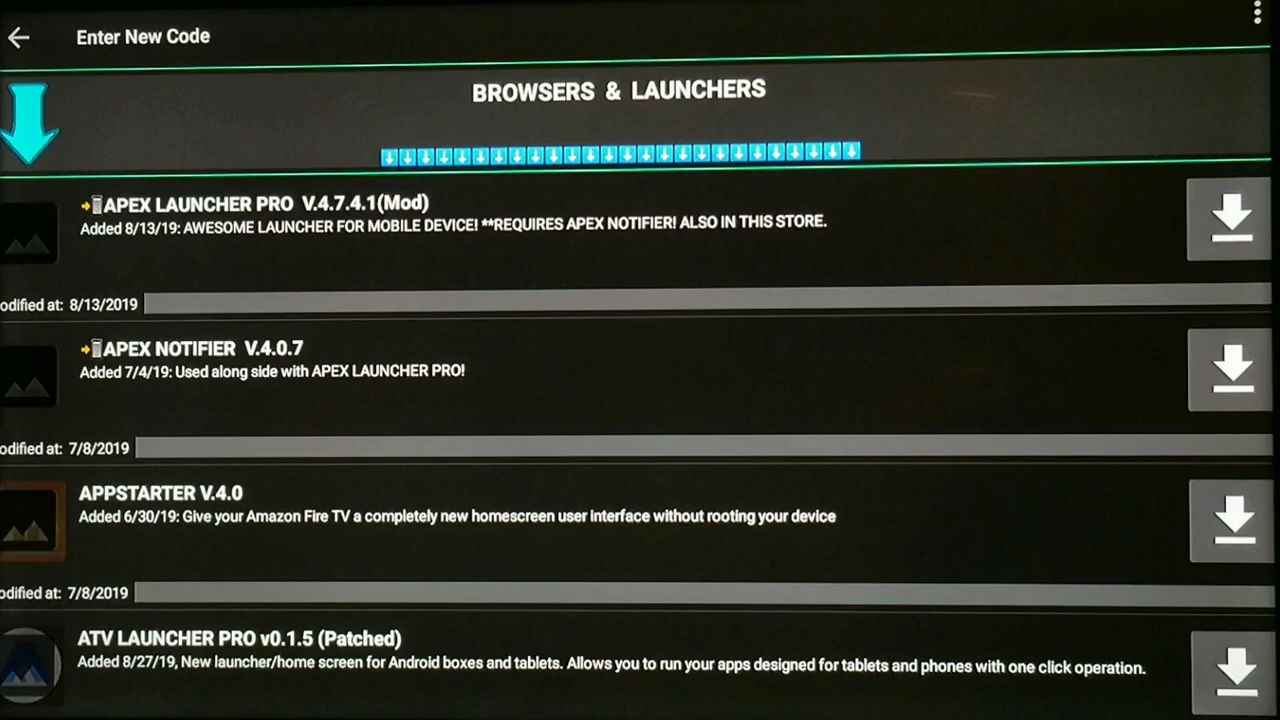 Enter New Code
BROWSERS & LAUNCHERS
APEX LAUNCHER PRO V.4.7.4.1(Mod)
Added 8/13/19: AWESOME LAUNCHER FOR MOBILE DEVICE! **REQUIRES APEX NOTIFIER! ALSO IN THIS STORE.
odified at: 8/13/2019
APEX NOTIFIER V.4.0.7
Added 7/4/19: Used along side with APEX LAUNCHER PRO!
odified at: 7/8/2019
APPSTARTER V.4.0
Added 6/30/19: Give your Amazon Fire TV a completely new homescreen user interface without rooting your device
odified at: 7/8/2019
ATV LAUNCHER PRO v0.1.5 (Patched)
Added 8/27/19, New launcher/home screen for Android boxes and tablets. Allows you to run your apps designed for tablets and phones with one click operation.